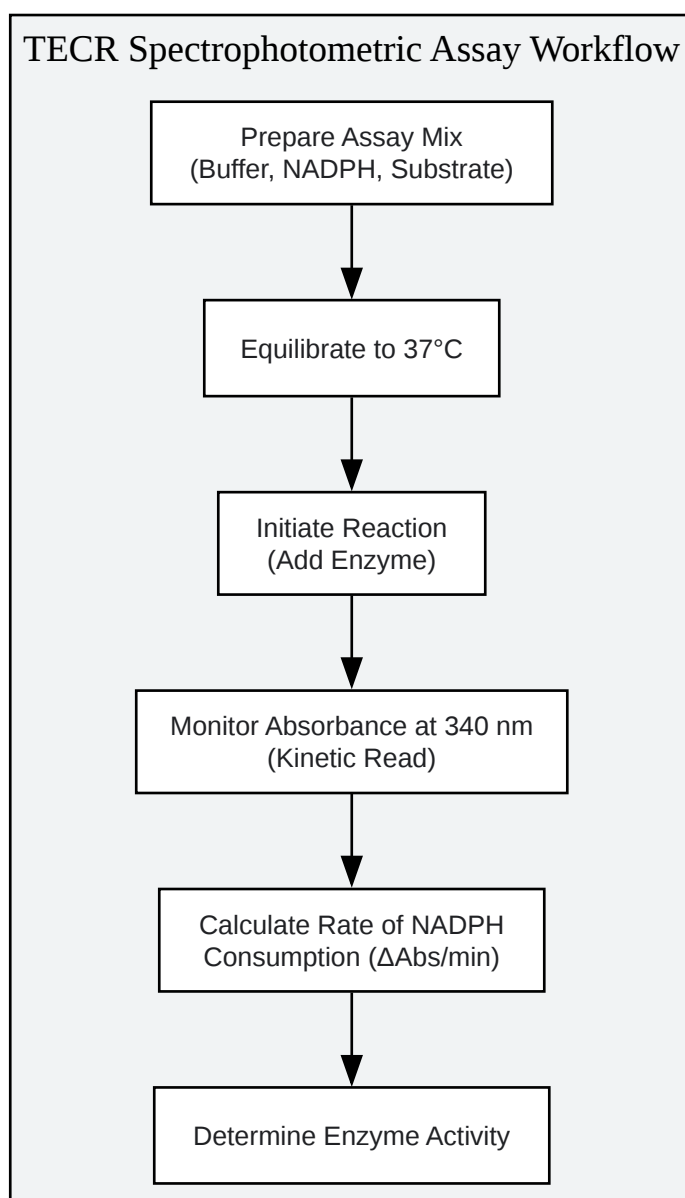 TECR Spectrophotometric Assay Workflow
Prepare Assay Mix
(Buffer, NADPH, Substrate)
Equilibrate to 37°C
Initiate Reaction
(Add Enzyme)
Monitor Absorbance at 340 nm
(Kinetic Read)
Calculate Rate of NADPH
Consumption (ΔAbs/min)
Determine Enzyme Activity